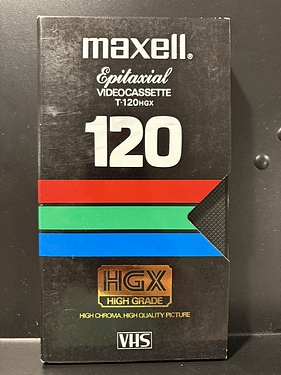 maxell®
Epitaxial
VIDEOCASSETTE
T-120HGX
120
HGX
HIGH GRADE
HIGH CHROMA, HIGH QUALITY PICTURE
VHS